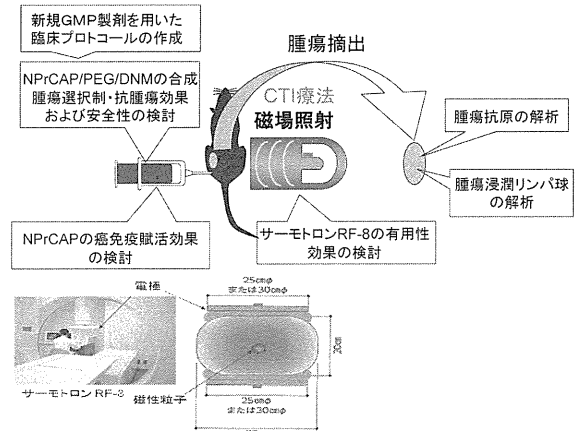 新規GMP製剤を用いた
臨床プロトコールの作成
腫瘍摘出
NPrCAP/PEG/DNMの合成
腫瘍選択制・抗腫瘍効果
および安全性の検討
CTI療法
磁場照射
腫瘍抗原の解析
腫瘍浸潤リンパ球
の解析
NPrCAPの癌免疫賦活効果
の検討
サーモトロンRF-8の有用性
効果の検討
電極
25cmφ
または30cmφ
20cm
サーモトロン RF-8
磁性粒子
25cmφ
または30cmφ